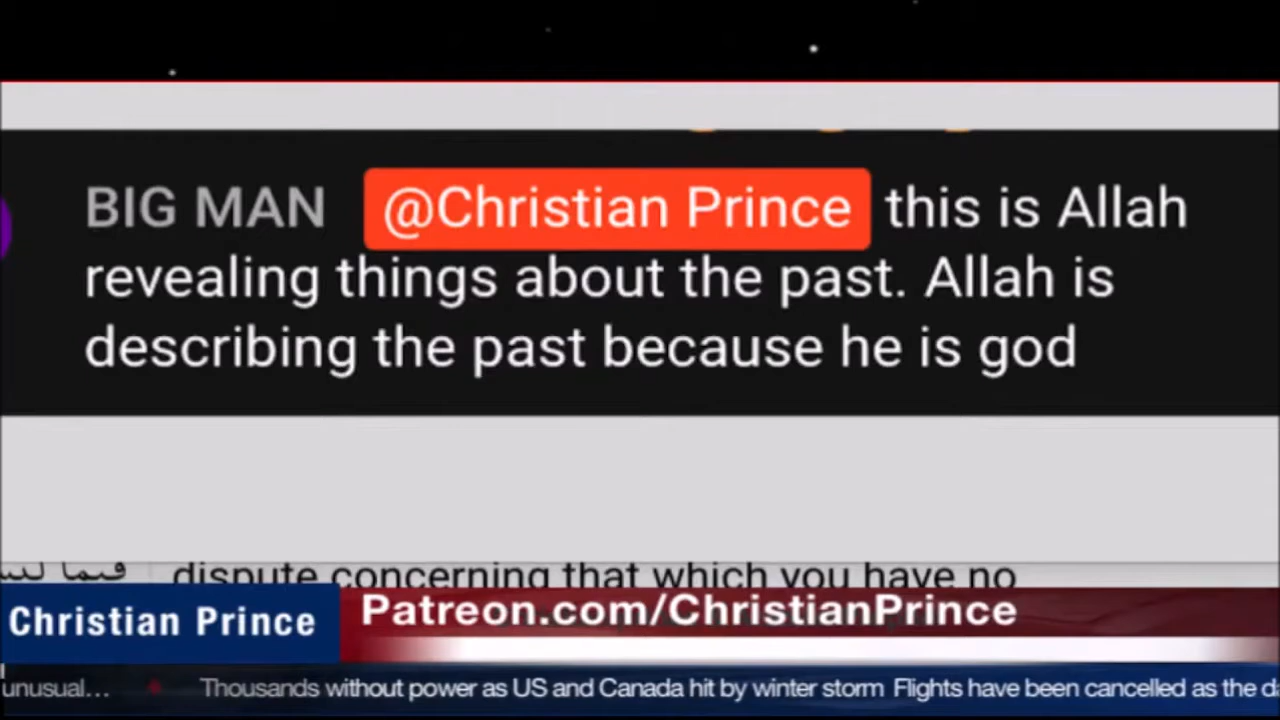 BIG MAN @Christian Prince this is Allah
revealing things about the past. Allah is
describing the past because he is god
dispute concerning that which you have no
Christian Prince
Patreon.com/ChristianPrince
unusual... Thousands without power as US and Canada hit by winter storm Flights have been cancelled as the